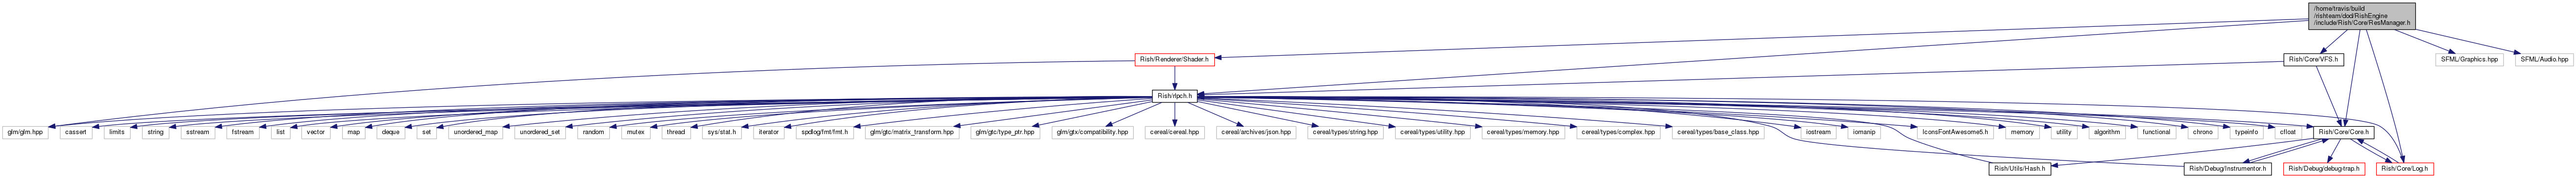 /home/travis/build
/rishteam/dod/RishEngine
/include/Rish/Core/ResManager.h
Rish/Renderer/Shader.h
Rish/Core/VFS.h
SFML/Graphics.hpp
SFML/Audio.hpp
Rish/rlpch.h
glm/glm.hpp
cassert
limits
string
sstream
fstream
list
vector
map
deque
set
unordered_map
unordered_set
random
mutex
thread
sys/stat.h
iterator
spdlog/fmt/fmt.h
glm/gtc/matrix_transform.hpp
glm/gtc/type_ptr.hpp
glm/gtx/compatibility.hpp
cereal/cereal.hpp
cereal/archives/json.hpp
cereal/types/string.hpp
cereal/types/utility.hpp
cereal/types/memory.hpp
cereal/types/complex.hpp
cereal/types/base_class.hpp
iostream
iomanip
IconsFontAwesome5.h
memory
utility
algorithm
functional
chrono
typeinfo
cfloat
Rish/Core/Core.h
Rish/Utils/Hash.h
Rish/Debug/Instrumentor.h
Rish/Debug/debug-trap.h
Rish/Core/Log.h